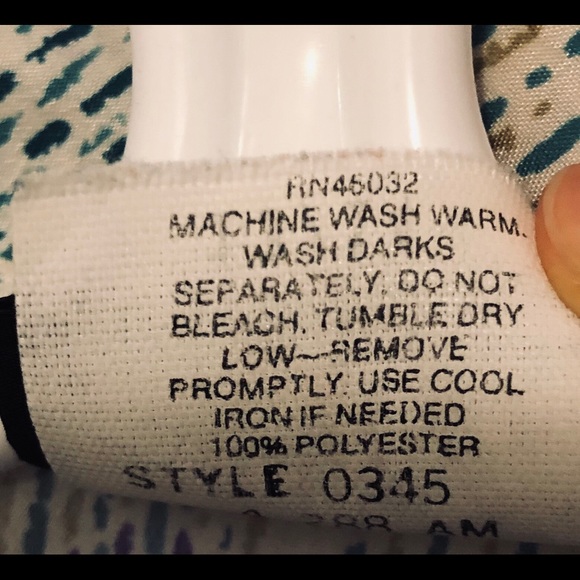 RN46032
MACHINE WASH WARM.
WASH DARKS
SEPARATELY. DO NOT
BLEACH. TUMBLE DRY
LOW—REMOVE
PROMPTLY. USE COOL
IRON IF NEEDED
100% POLYESTER
STYLE 0345
AM